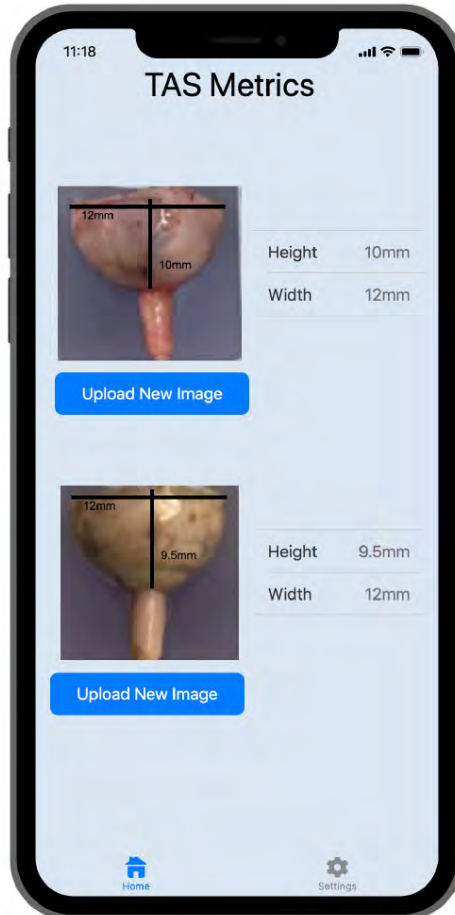 11:18
TAS Metrics
12mm
10mm
Height 10mm
Width 12mm
Upload New Image
12mm
9.5mm
Height 9.5mm
Width 12mm
Upload New Image
Home Settings